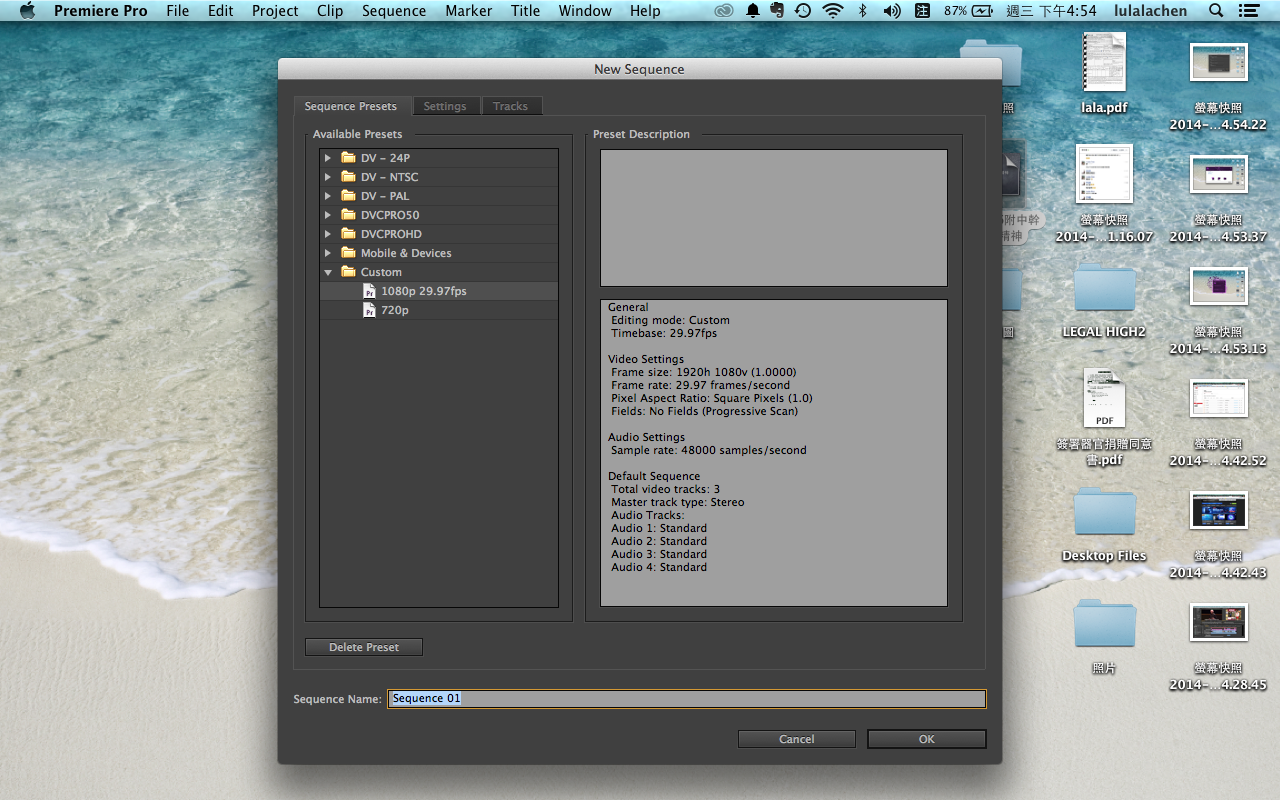 Premiere Pro File Edit Project Clip Sequence Marker Title Window Help 87% 週三 下午4:54 lulalachen
New Sequence
Sequence Presets Settings Tracks
Available Presets
DV - 24P
DV - NTSC
DV - PAL
DVCPRO50
DVCPROHD
Mobile & Devices
Custom
1080p 29.97fps
720p
Delete Preset
Preset Description
General
Editing mode: Custom
Timebase: 29.97fps
Video Settings
Frame size: 1920h 1080v (1.0000)
Frame rate: 29.97 frames/second
Pixel Aspect Ratio: Square Pixels (1.0)
Fields: No Fields (Progressive Scan)
Audio Settings
Sample rate: 48000 samples/second
Default Sequence
Total video tracks: 3
Master track type: Stereo
Audio Tracks:
Audio 1: Standard
Audio 2: Standard
Audio 3: Standard
Audio 4: Standard
Sequence Name: Sequence 01
Cancel OK
照
附中幹
精神
圖
lala.pdf
螢幕快照
2014-...1.16.07
LEGAL HIGH2
PDF
簽署器官捐贈同意
書.pdf
Desktop Files
照片
螢幕快照
2014-...4.54.22
螢幕快照
2014-...4.53.37
螢幕快照
2014-...4.53.13
螢幕快照
2014-...4.42.52
螢幕快照
2014-...4.42.43
螢幕快照
2014-...4.28.45